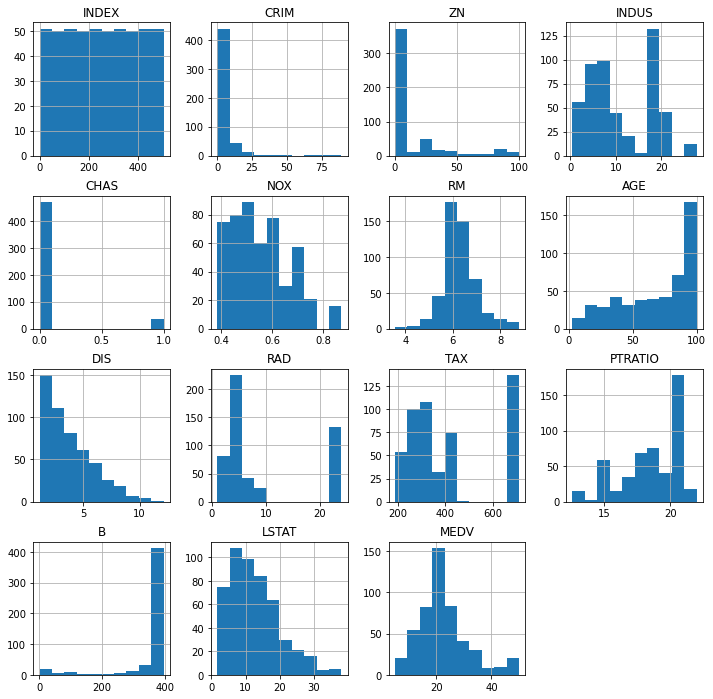 INDEX CRIM ZN INDUS
50 40 30 20 10 0
0 200 400
400 300 200 100 0
0 25 50 75
300 200 100 0
0 50 100
125 100 75 50 25 0
0 10 20
CHAS NOX RM AGE
400 300 200 100 0
0.0 0.5 1.0
80 60 40 20 0
0.4 0.6 0.8
150 100 50 0
4 6 8
150 100 50 0
0 50 100
DIS RAD TAX PTRATIO
150 100 50 0
5 10
200 150 100 50 0
0 10 20
125 100 75 50 25 0
200 400 600
150 100 50 0
15 20
B LSTAT MEDV
400 300 200 100 0
0 200 400
100 80 60 40 20 0
0 10 20 30
150 100 50 0
20 40